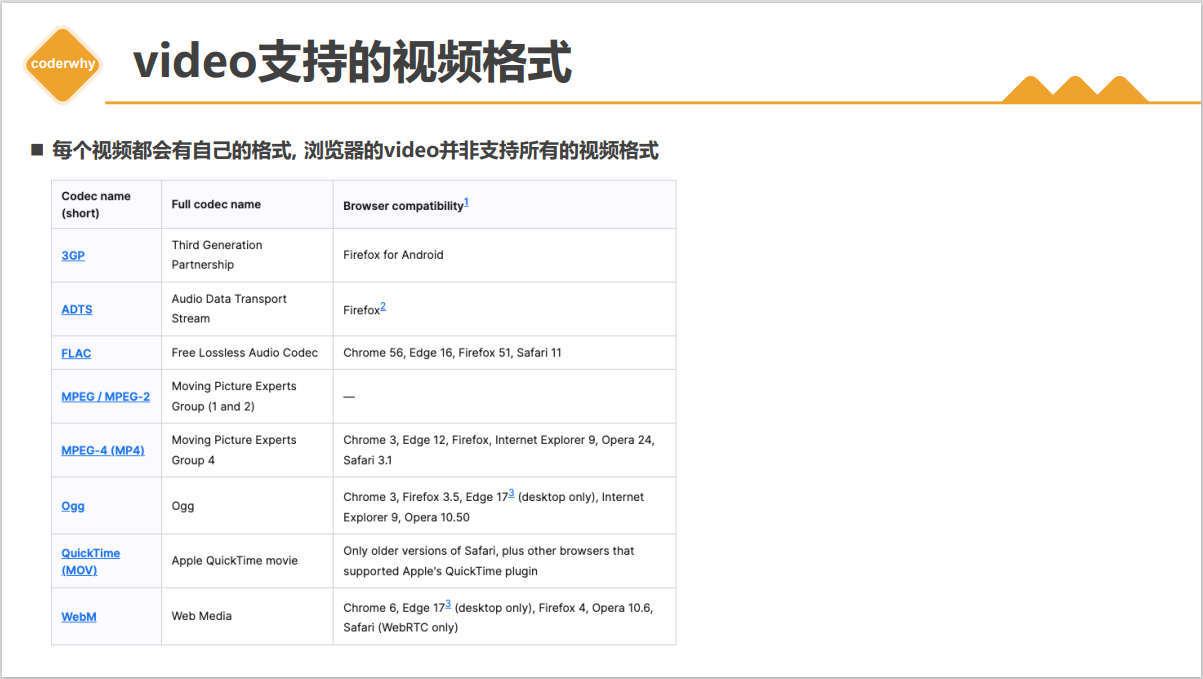 coderwhy
video支持的视频格式
■ 每个视频都会有自己的格式, 浏览器的video并非支持所有的视频格式
Codec name
(short)
Full codec name
Browser compatibility1
3GP
Third Generation
Partnership
Firefox for Android
ADTS
Audio Data Transport
Stream
Firefox2
FLAC
Free Lossless Audio Codec
Chrome 56, Edge 16, Firefox 51, Safari 11
MPEG / MPEG-2
Moving Picture Experts
Group (1 and 2)
—
MPEG-4 (MP4)
Moving Picture Experts
Group 4
Chrome 3, Edge 12, Firefox, Internet Explorer 9, Opera 24,
Safari 3.1
Ogg
Ogg
Chrome 3, Firefox 3.5, Edge 173 (desktop only), Internet
Explorer 9, Opera 10.50
QuickTime
(MOV)
Apple QuickTime movie
Only older versions of Safari, plus other browsers that
supported Apple's QuickTime plugin
WebM
Web Media
Chrome 6, Edge 173 (desktop only), Firefox 4, Opera 10.6,
Safari (WebRTC only)